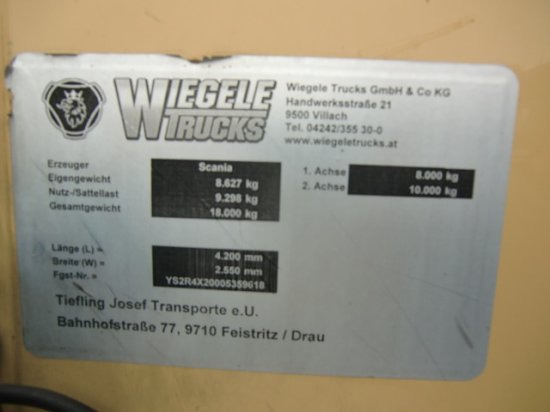 WIEGELE TRUCKS
Wiegele Trucks GmbH & Co KG
Handwerksstraße 21
9500 Villach
Tel. 04242/355 30-0
www.wiegeletrucks.at
Erzeuger Scania
Eigengewicht 8.627 kg
Nutz-/Sattellast 9.298 kg
Gesamtgewicht 18.000 kg
1. Achse 8.000 kg
2. Achse 10.000 kg
Länge (L) = 4.200 mm
Breite (W) = 2.550 mm
Fgst-Nr. = YS2R4X20005359618
Tiefling Josef Transporte e.U.
Bahnhofstraße 77, 9710 Feistritz / Drau